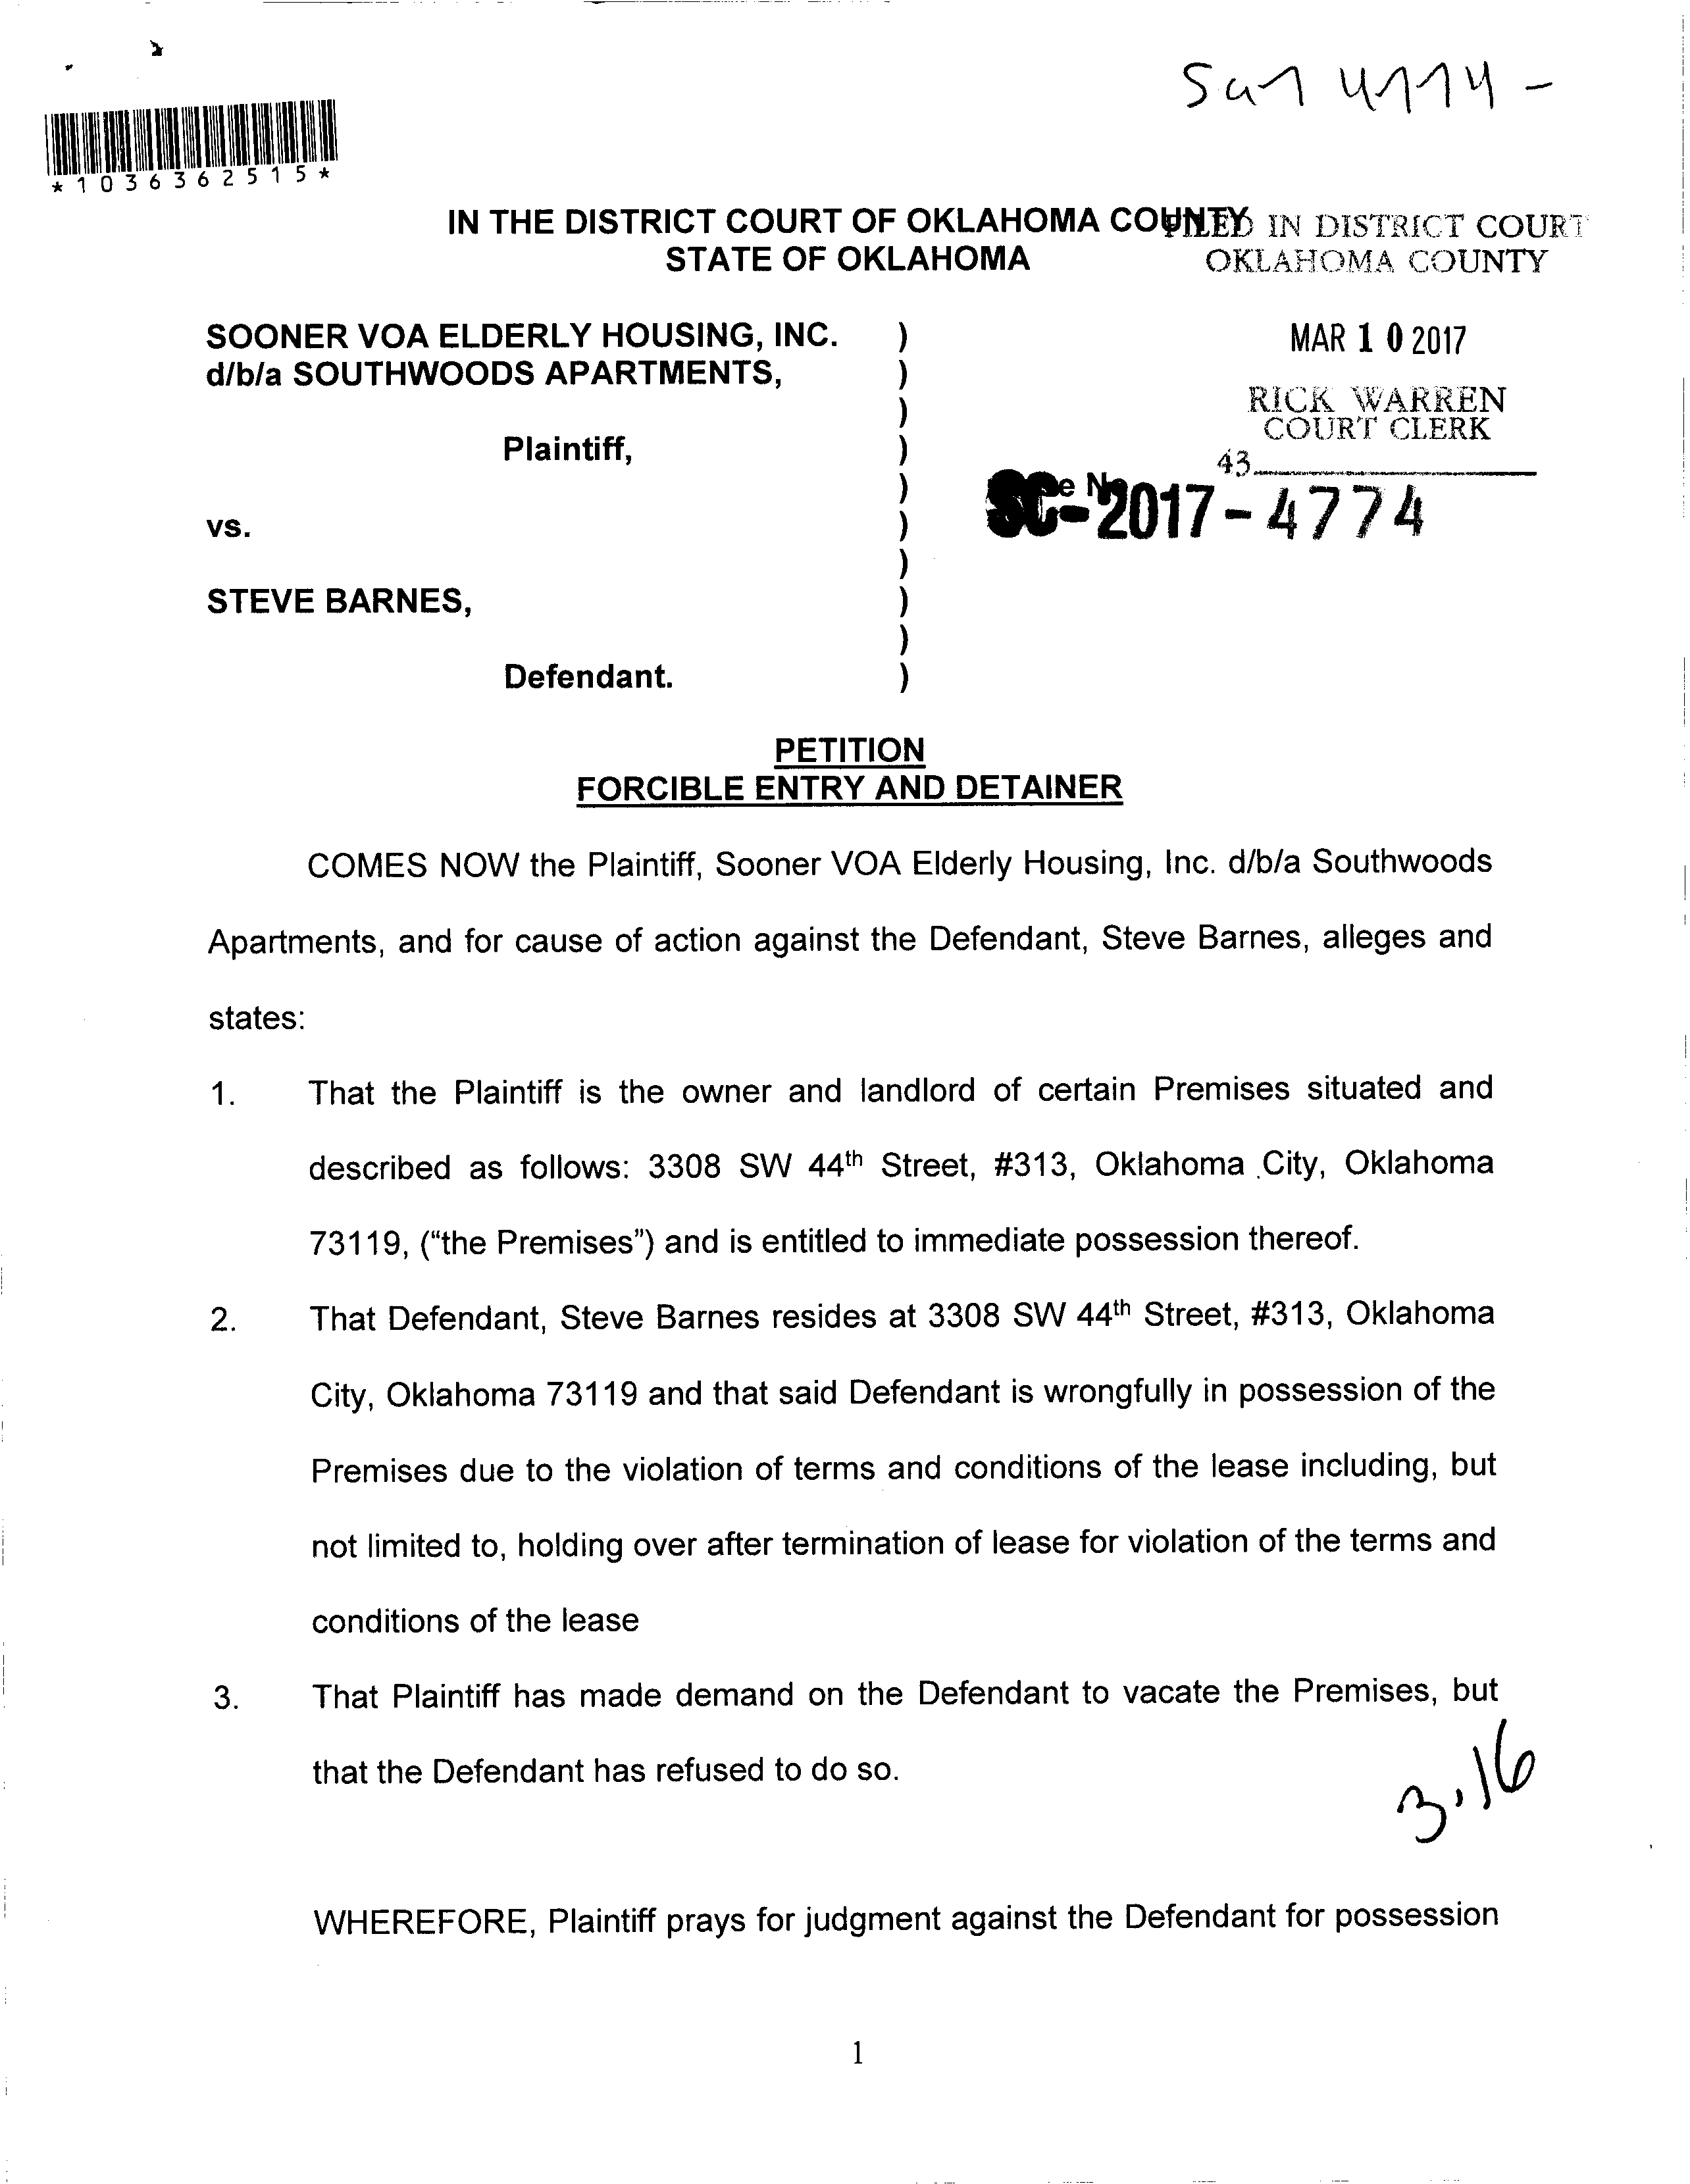 *1036362515*
IN THE DISTRICT COURT OF OKLAHOMA COUNTY
STATE OF OKLAHOMA
FILED IN DISTRICT COURT
OKLAHOMA COUNTY
MAR 10 2017
RICK WARREN
COURT CLERK
43
SC-2017-4774
SOONER VOA ELDERLY HOUSING, INC. )
d/b/a SOUTHWOODS APARTMENTS, )
)
Plaintiff, )
)
vs. )
)
STEVE BARNES, )
)
Defendant. )
PETITION
FORCIBLE ENTRY AND DETAINER
COMES NOW the Plaintiff, Sooner VOA Elderly Housing, Inc. d/b/a Southwoods
Apartments, and for cause of action against the Defendant, Steve Barnes, alleges and
states:
1. That the Plaintiff is the owner and landlord of certain Premises situated and
described as follows: 3308 SW 44th Street, #313, Oklahoma City, Oklahoma
73119, (“the Premises”) and is entitled to immediate possession thereof.
2. That Defendant, Steve Barnes resides at 3308 SW 44th Street, #313, Oklahoma
City, Oklahoma 73119 and that said Defendant is wrongfully in possession of the
Premises due to the violation of terms and conditions of the lease including, but
not limited to, holding over after termination of lease for violation of the terms and
conditions of the lease
3. That Plaintiff has made demand on the Defendant to vacate the Premises, but
that the Defendant has refused to do so.
3.16
WHEREFORE, Plaintiff prays for judgment against the Defendant for possession
1